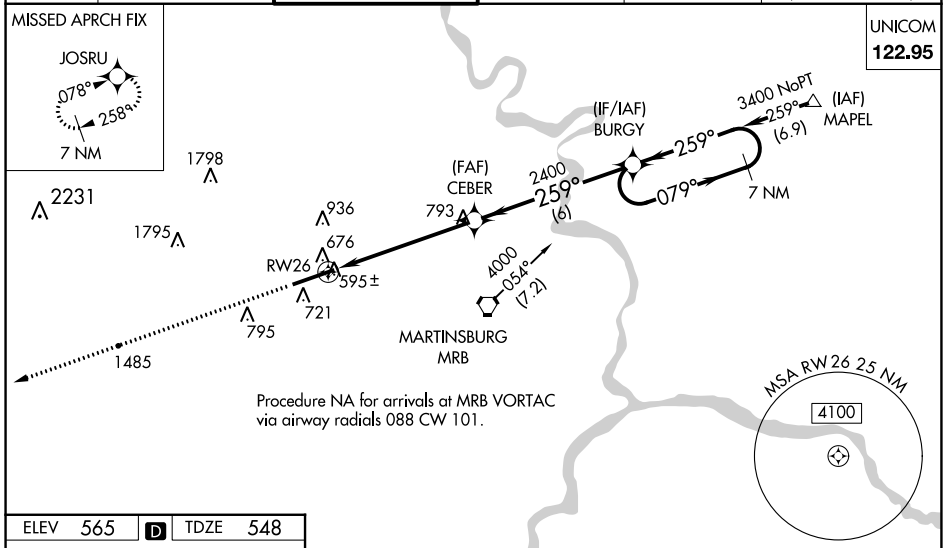 MISSED APRCH FIX
JOSRU
078°
258°
7 NM
UNICOM
122.95
3400 NoPT
259°
(6.9)
(IAF)
MAPEL
(IF/IAF)
BURGY
259°
079°
7 NM
2400
259°
(6)
(FAF)
CEBER
793
1798
2231
1795
936
676
RW26
595±
721
795
1485
4000
054°
(7.2)
MARTINSBURG
MRB
Procedure NA for arrivals at MRB VORTAC
via airway radials 088 CW 101.
MSA RW26 25 NM
4100
ELEV 565 D TDZE 548